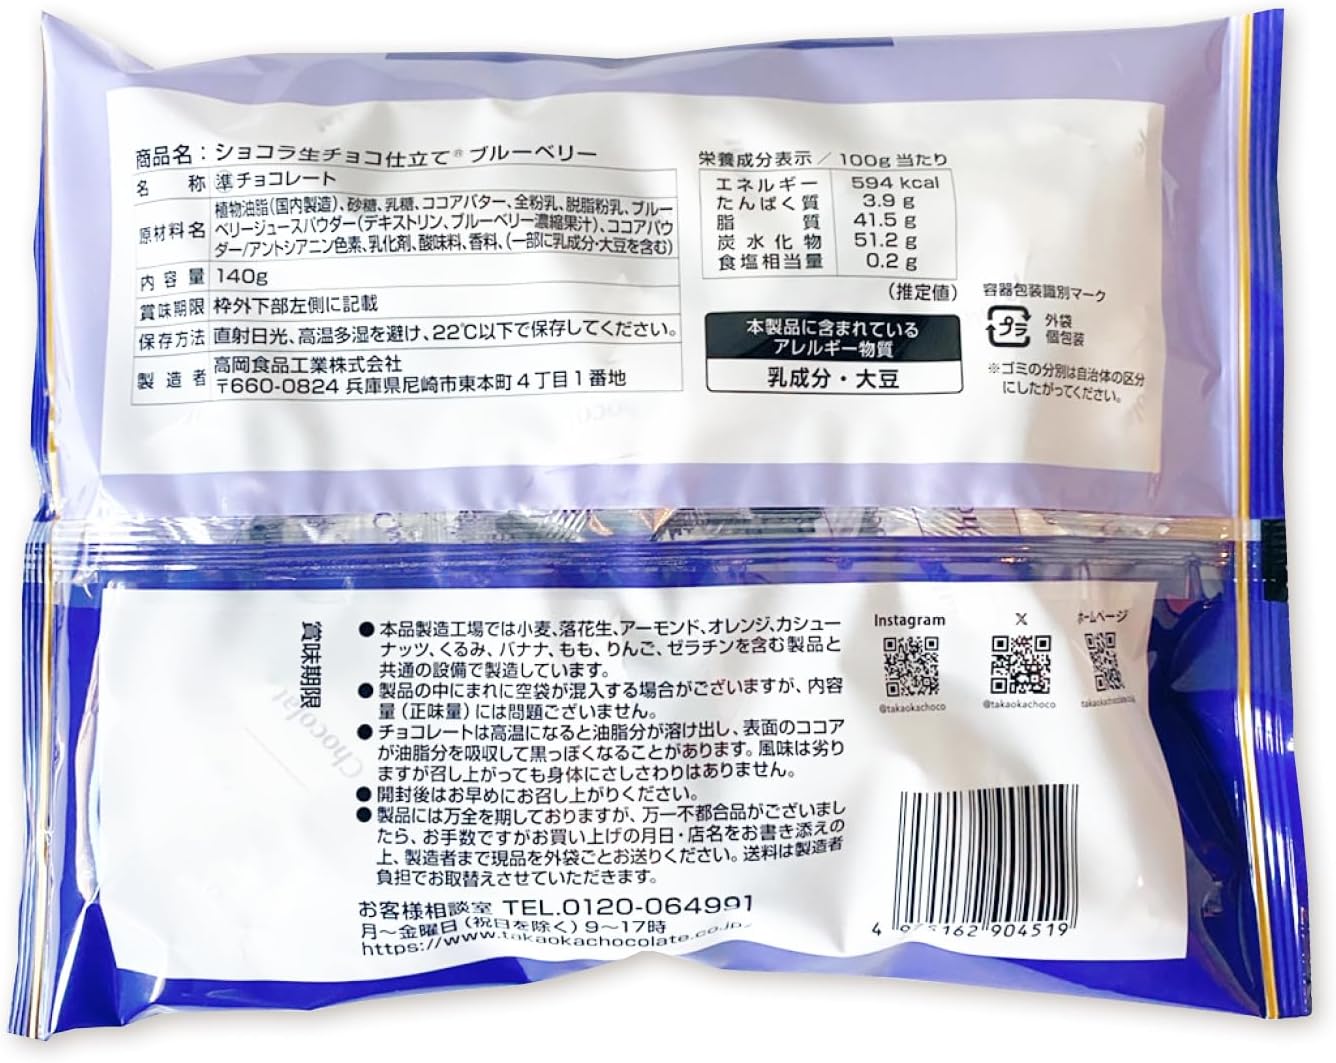 商品名：ショコラ生チョコ仕立て®ブルーベリー
名称 準チョコレート
原材料名 植物油脂（国内製造）、砂糖、乳糖、ココアバター、全粉乳、脱脂粉乳、ブルー
ベリージュースパウダー（デキストリン、ブルーベリー濃縮果汁）、ココアパウ
ダー/アントシアニン色素、乳化剤、酸味料、香料、（一部に乳成分・大豆を含む）
内容量 140g
賞味期限 枠外下部左側に記載
保存方法 直射日光、高温多湿を避け、22℃以下で保存してください。
製造者 高岡食品工業株式会社
〒660-0824 兵庫県尼崎市東本町4丁目1番地
栄養成分表示／100g当たり
エネルギー 594 kcal
たんぱく質 3.9 g
脂質 41.5 g
炭水化物 51.2 g
食塩相当量 0.2 g
（推定値）
本製品に含まれている
アレルギー物質
乳成分・大豆
容器包装識別マーク
プラ
外袋
個包装
※ゴミの分別は自治体の区分
にしたがってください。
賞味期限
Chocolat
●本品製造工場では小麦、落花生、アーモンド、オレンジ、カシュー
ナッツ、くるみ、バナナ、もも、りんご、ゼラチンを含む製品と
共通の設備で製造しています。
●製品の中にまれに空袋が混入する場合がございますが、内容
量（正味量）には問題ございません。
●チョコレートは高温になると油脂分が溶け出し、表面のココア
が油脂分を吸収して黒っぽくなることがあります。風味は劣り
ますが召し上がっても身体にさしさわりはありません。
●開封後はお早めにお召し上がりください。
●製品には万全を期しておりますが、万一不都合品がございまし
たら、お手数ですがお買い上げの月日・店名をお書き添えの
上、製造者まで現品を外袋ごとお送りください。送料は製造者
負担でお取替えさせていただきます。
お客様相談室 TEL.0120-064991
月～金曜日（祝日を除く）9～17時
https://www.takaokachocolate.co.jp/
Instagram
@takaokachoco
X
@takaokachoco
ホームページ
takaokachocolate.co.jp
4 975162 904519